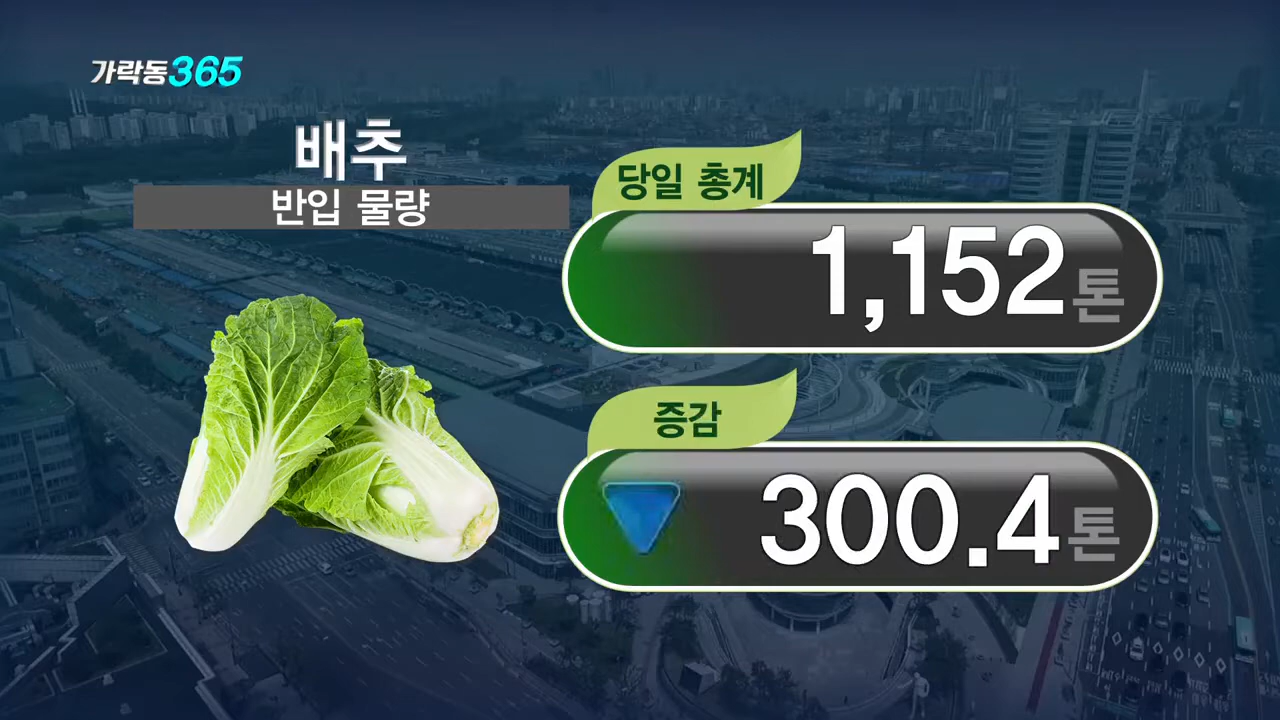 가락동365
배추
반입 물량
당일 총계
1,152톤
증감
▼ 300.4톤